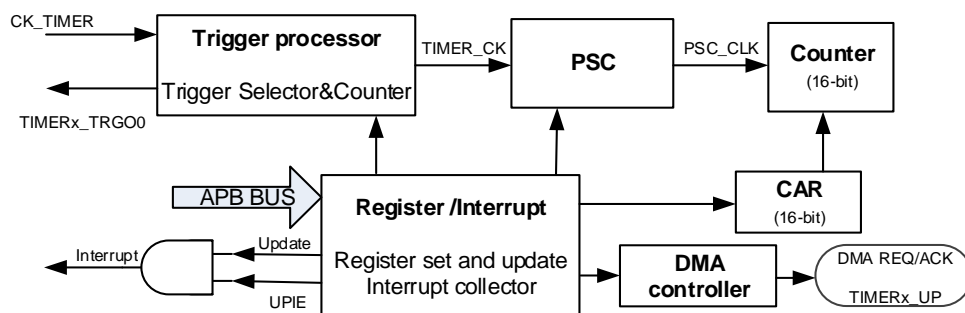 CK_TIMER
Trigger processor
Trigger Selector&Counter
TIMERx_TRGO0
TIMER_CK
PSC
PSC_CLK
Counter
(16-bit)
APB BUS
Register /Interrupt
Register set and update
Interrupt collector
CAR
(16-bit)
Interrupt
Update
UPIE
DMA
controller
DMA REQ/ACK
TIMERx_UP